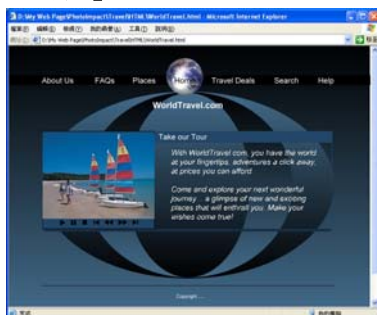 D:\My Web Page\PhotoImpact\Travel\HTML\WorldTravel.html - Microsoft Internet Explorer
About Us FAQs Places Home Travel Deals Search Help
WorldTravel.com
Take our Tour
With WorldTravel.com, you have the world
at your fingertips, adventures a click away,
at prices you can afford
Come and explore your next wonderful
journey... a glimpse of new and exciting
places that will enthrall you. Make your
wishes come true!